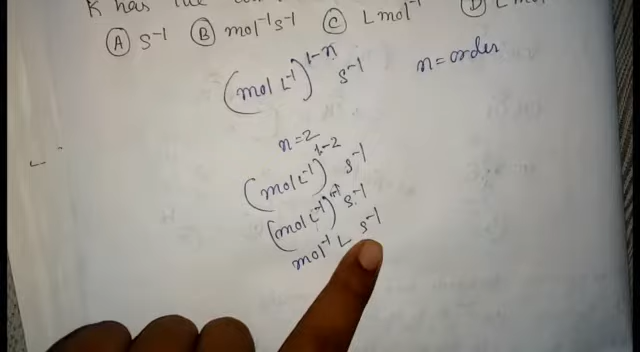 K has the
(A) S⁻¹ (B) mol⁻¹s⁻¹ (C) Lmol⁻¹ (D)
(mol L⁻¹)¹⁻ⁿ s⁻¹ n=order
n=2
(mol L⁻¹)¹⁻² s⁻¹
(mol L⁻¹)⁻¹ s⁻¹
mol⁻¹ L s⁻¹